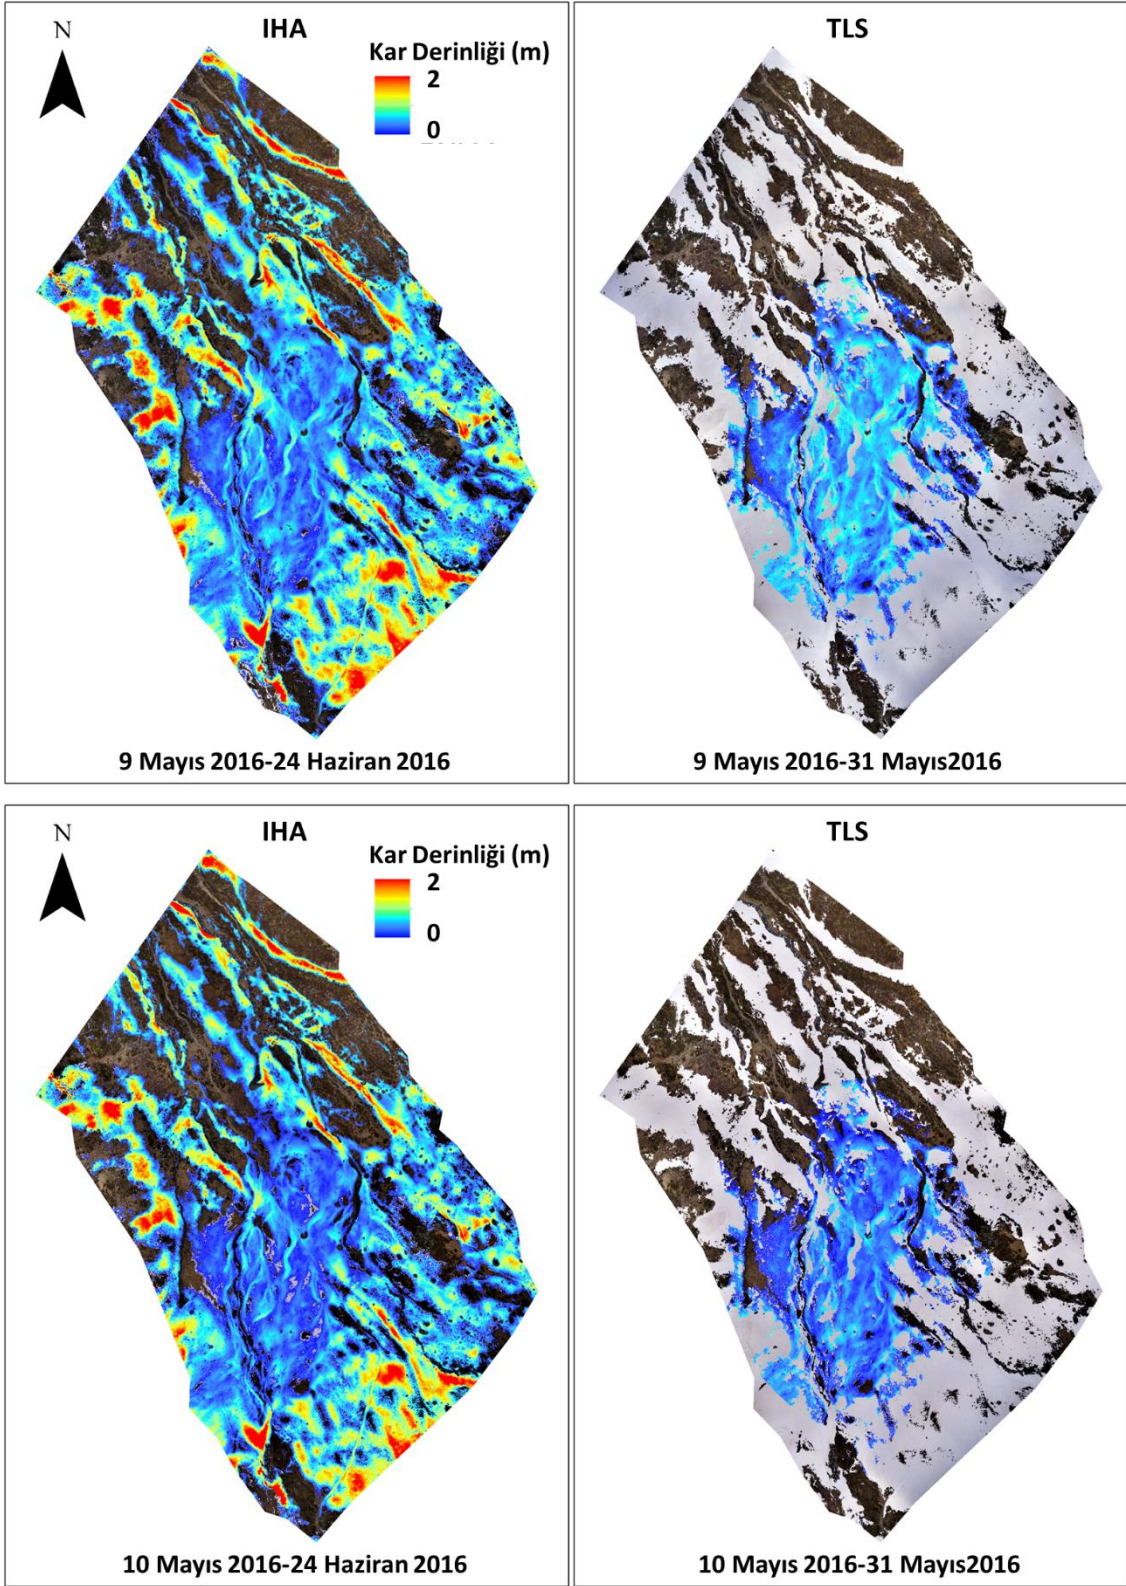 IHA
N
Kar Derinliği (m)
2
0
9 Mayıs 2016-24 Haziran 2016
TLS
9 Mayıs 2016-31 Mayıs2016
IHA
N
Kar Derinliği (m)
2
0
10 Mayıs 2016-24 Haziran 2016
TLS
10 Mayıs 2016-31 Mayıs2016